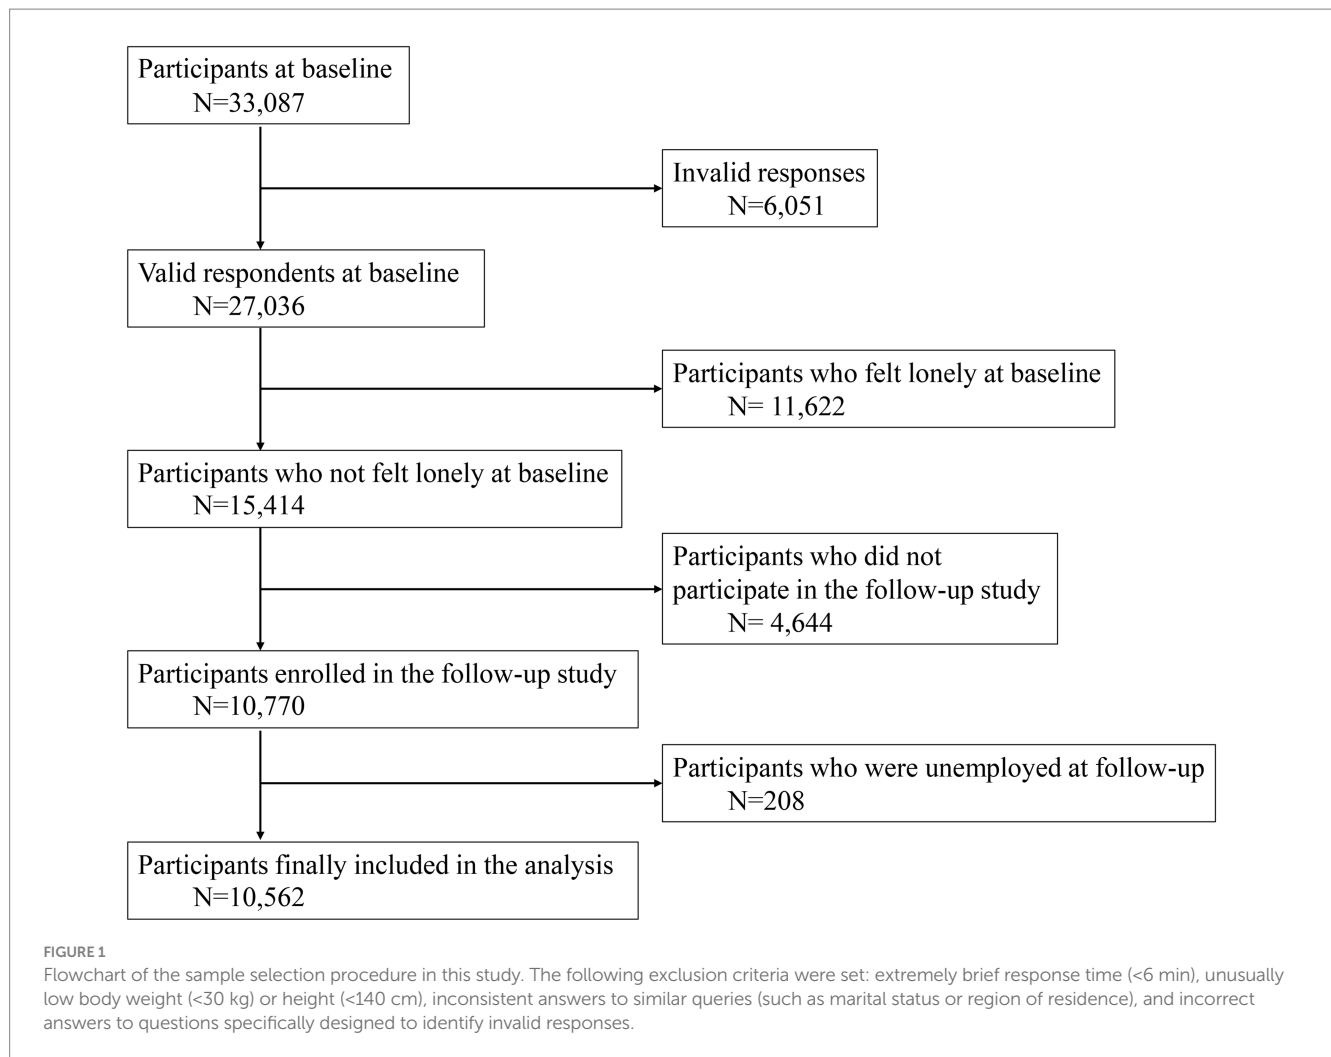 Participants at baseline
N=33,087
Invalid responses
N=6,051
Valid respondents at baseline
N=27,036
Participants who felt lonely at baseline
N= 11,622
Participants who not felt lonely at baseline
N=15,414
Participants who did not
participate in the follow-up study
N= 4,644
Participants enrolled in the follow-up study
N=10,770
Participants who were unemployed at follow-up
N=208
Participants finally included in the analysis
N=10,562
FIGURE 1
Flowchart of the sample selection procedure in this study. The following exclusion criteria were set: extremely brief response time (<6 min), unusually
low body weight (<30 kg) or height (<140 cm), inconsistent answers to similar queries (such as marital status or region of residence), and incorrect
answers to questions specifically designed to identify invalid responses.